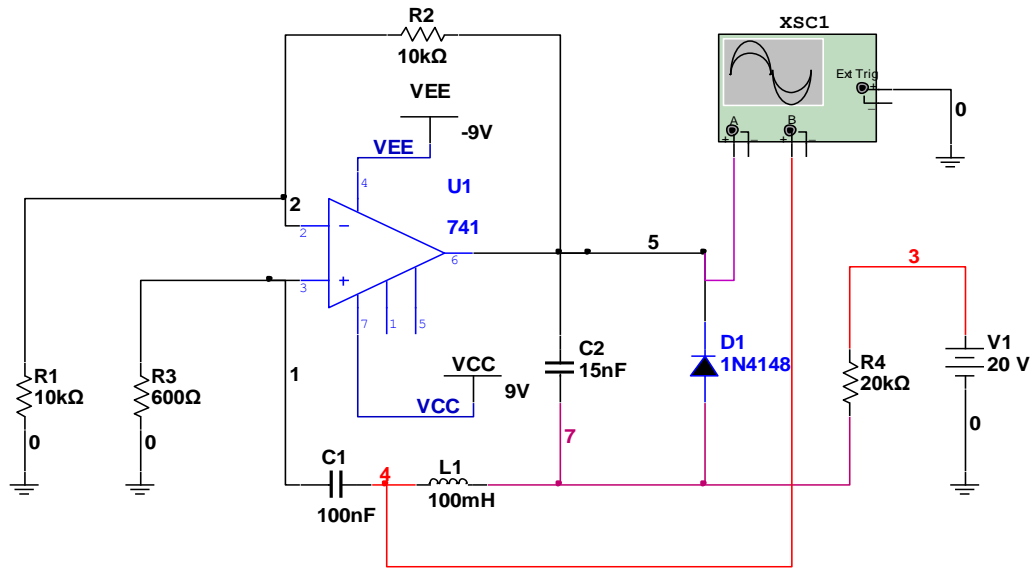 R2
10kΩ
XSC1
Ext Trig
+
_
A
B
+
_
+
_
0
VEE
-9V
VEE
4
U1
741
2
2
−
3
+
6
5
7
1
5
3
1
R1
10kΩ
0
R3
600Ω
0
VCC
9V
VCC
C2
15nF
D1
1N4148
R4
20kΩ
V1
20 V
0
7
C1
100nF
4
L1
100mH